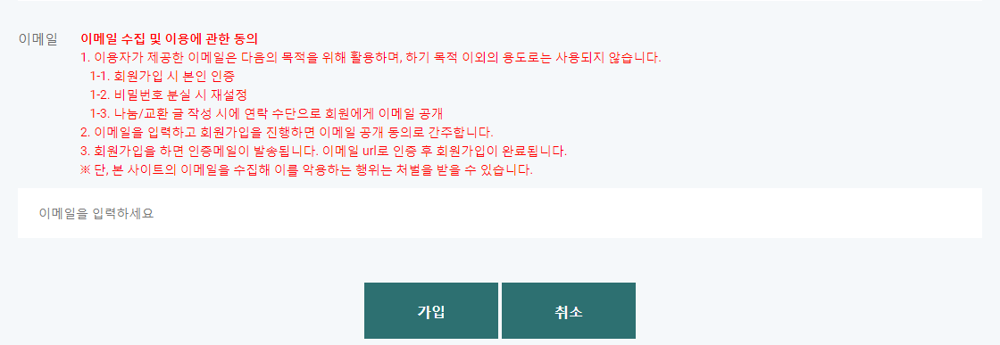 이메일
이메일 수집 및 이용에 관한 동의
1. 이용자가 제공한 이메일은 다음의 목적을 위해 활용하며, 하기 목적 이외의 용도로는 사용되지 않습니다.
1-1. 회원가입 시 본인 인증
1-2. 비밀번호 분실 시 재설정
1-3. 나눔/교환 글 작성 시에 연락 수단으로 회원에게 이메일 공개
2. 이메일을 입력하고 회원가입을 진행하면 이메일 공개 동의로 간주합니다.
3. 회원가입을 하면 인증메일이 발송됩니다. 이메일 url로 인증 후 회원가입이 완료됩니다.
※ 단, 본 사이트의 이메일을 수집해 이를 악용하는 행위는 처벌을 받을 수 있습니다.
이메일을 입력하세요
가입
취소